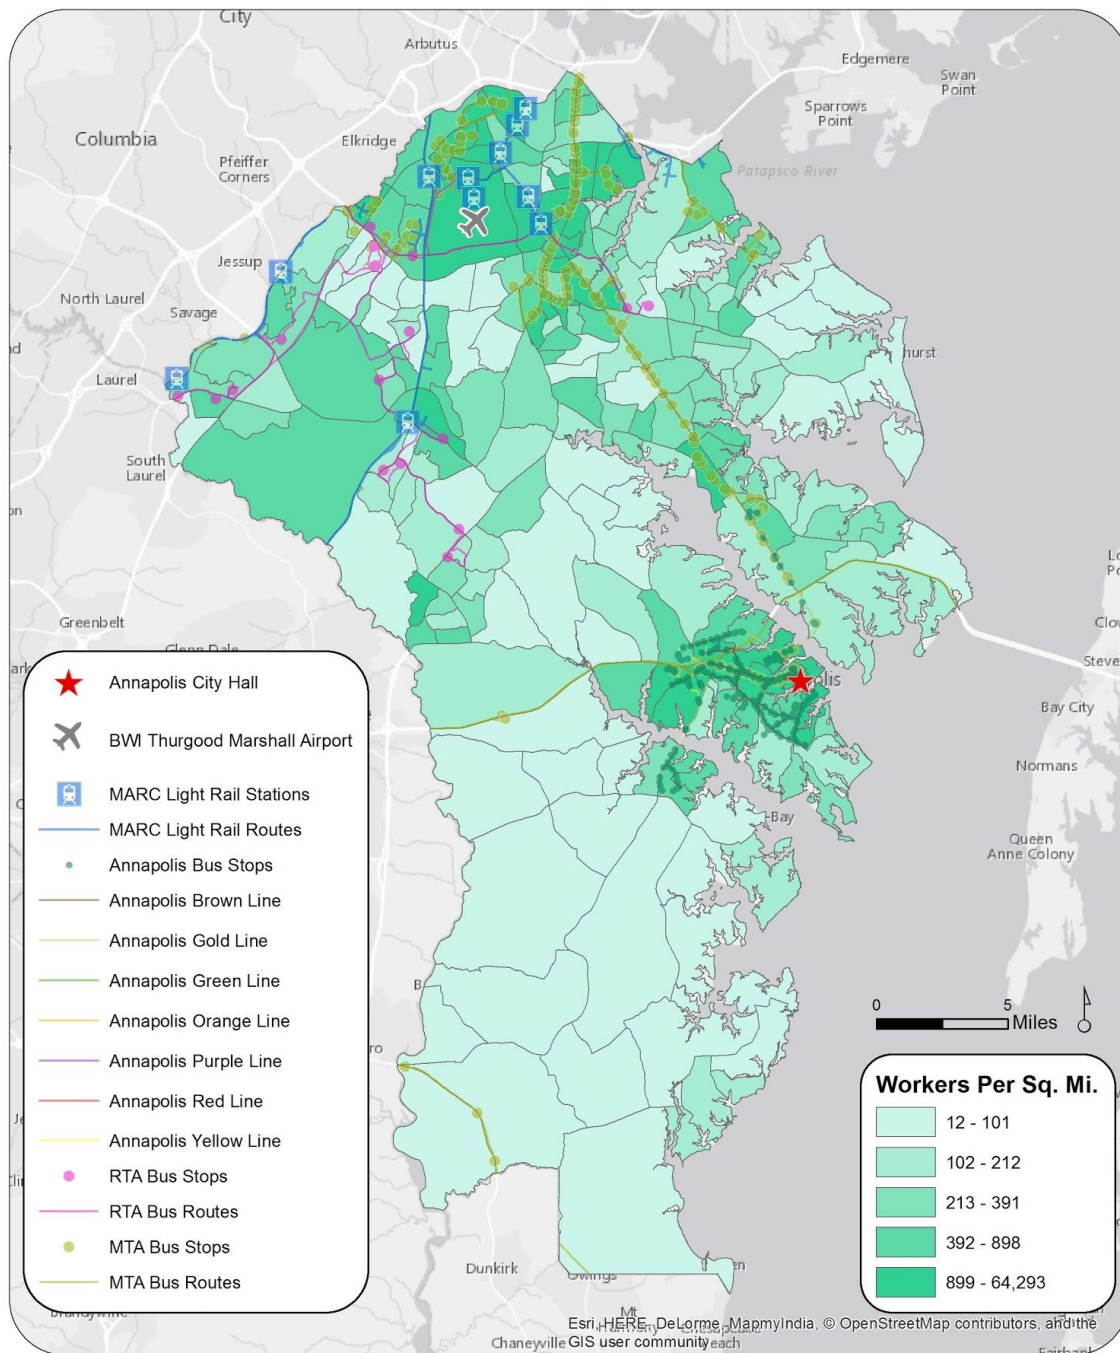 City
Arbutus
Edgemere
Swan
Point
Sparrows
Point
Columbia
Elkridge
Pfeiffer
Corners
Patapsco River
Jessup
North Laurel
Savage
Laurel
hurst
South
Laurel
Greenbelt
Glenn Dale
Steve
Bay City
Normans
Queen
Anne Colony
-Bay
olis
Annapolis City Hall
BWI Thurgood Marshall Airport
MARC Light Rail Stations
MARC Light Rail Routes
Annapolis Bus Stops
Annapolis Brown Line
Annapolis Gold Line
Annapolis Green Line
Annapolis Orange Line
Annapolis Purple Line
Annapolis Red Line
Annapolis Yellow Line
RTA Bus Stops
RTA Bus Routes
MTA Bus Stops
MTA Bus Routes
0 5
Miles
Workers Per Sq. Mi.
12 - 101
102 - 212
213 - 391
392 - 898
899 - 64,293
Dunkirk
Owings
Chaneyville
Esri, HERE, DeLorme, MapmyIndia, © OpenStreetMap contributors, and the
GIS user community